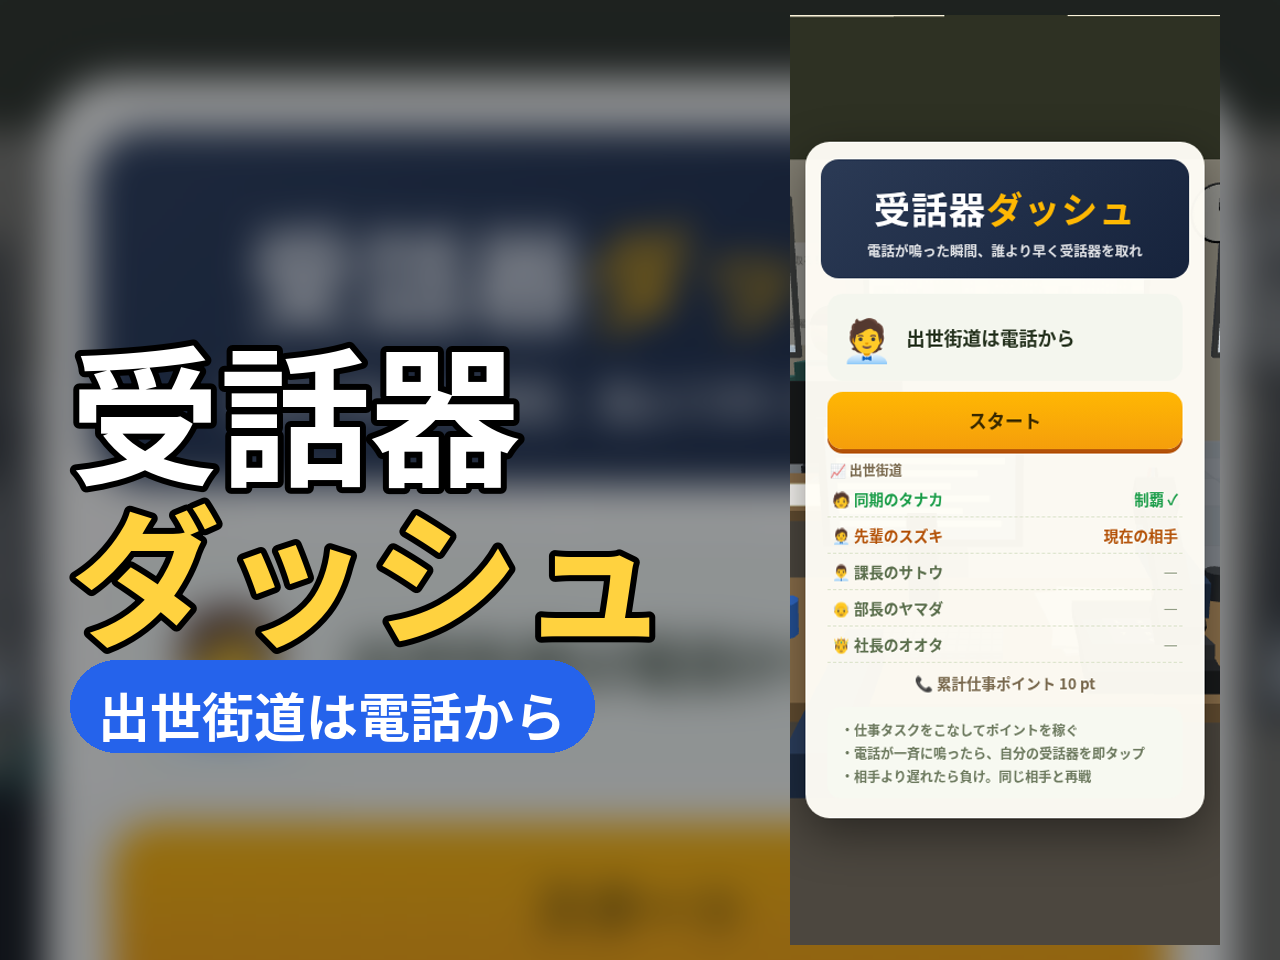 受話器
ダッシュ
出世街道は電話から
受話器ダッシュ
電話が鳴った瞬間、誰より早く受話器を取れ
出世街道は電話から
スタート
📈 出世街道
同期のタナカ 制覇 ✓
先輩のスズキ 現在の相手
課長のサトウ —
部長のヤマダ —
社長のオオタ —
📞 累計仕事ポイント 10 pt
・仕事タスクをこなしてポイントを稼ぐ
・電話が一斉に鳴ったら、自分の受話器を即タップ
・相手より遅れたら負け。同じ相手と再戦